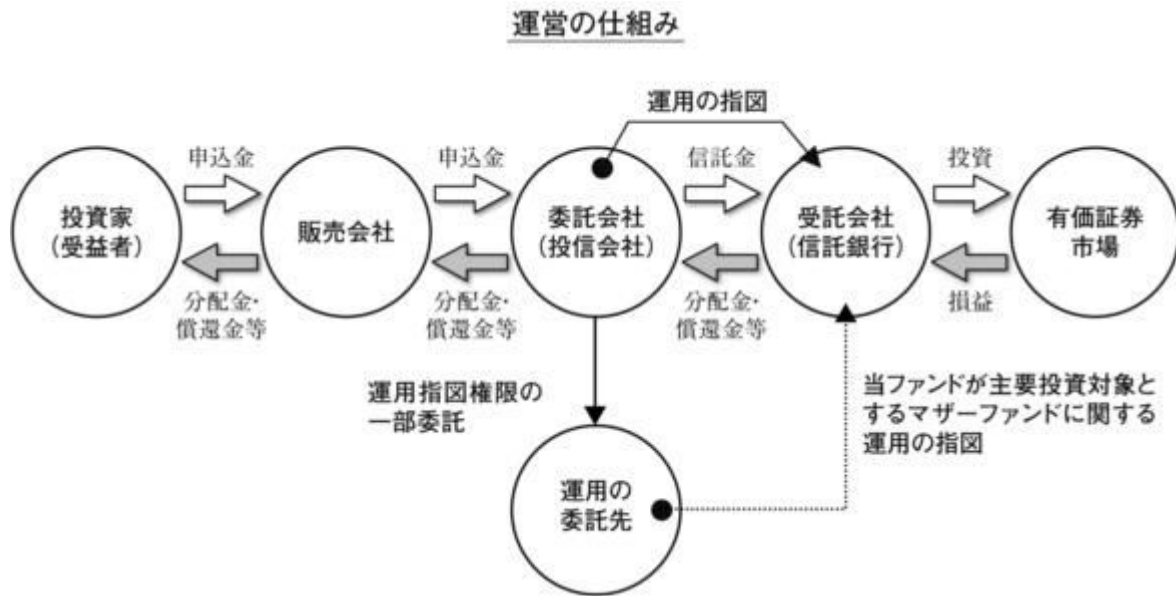 運営の仕組み
運用の指図
申込金
申込金
信託金
投資
投資家
(受益者)
販売会社
委託会社
(投信会社)
受託会社
(信託銀行)
有価証券
市場
分配金・
償還金等
分配金・
償還金等
分配金・
償還金等
損益
運用指図権限の
一部委託
当ファンドが主要投資対象と
するマザーファンドに関する
運用の指図
運用の
委託先